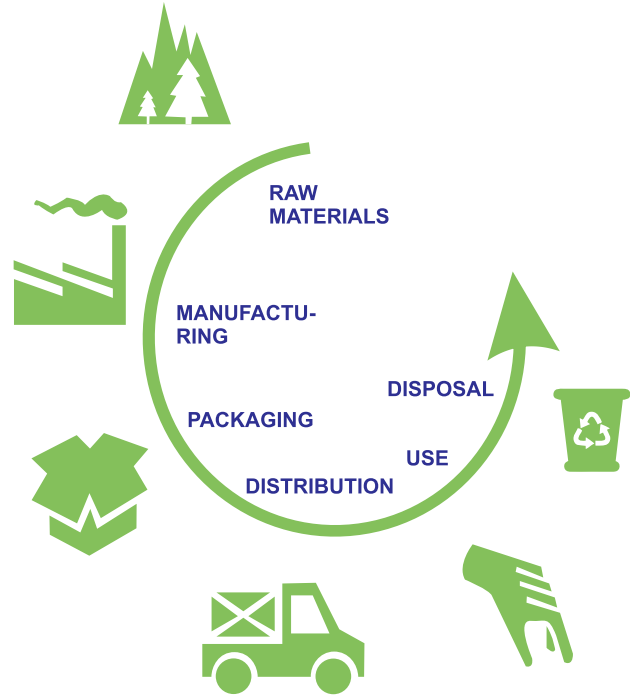 RAW
MATERIALS
MANUFACTU-
RING
PACKAGING
DISTRIBUTION
USE
DISPOSAL